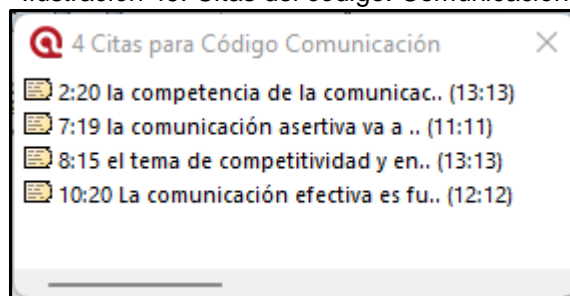 Ilustración 48. Citas del código: Comunicación
4 Citas para Código Comunicación
2:20 la competencia de la comunicac.. (13:13)
7:19 la comunicación asertiva va a .. (11:11)
8:15 el tema de competitividad y en.. (13:13)
10:20 La comunicación efectiva es fu.. (12:12)